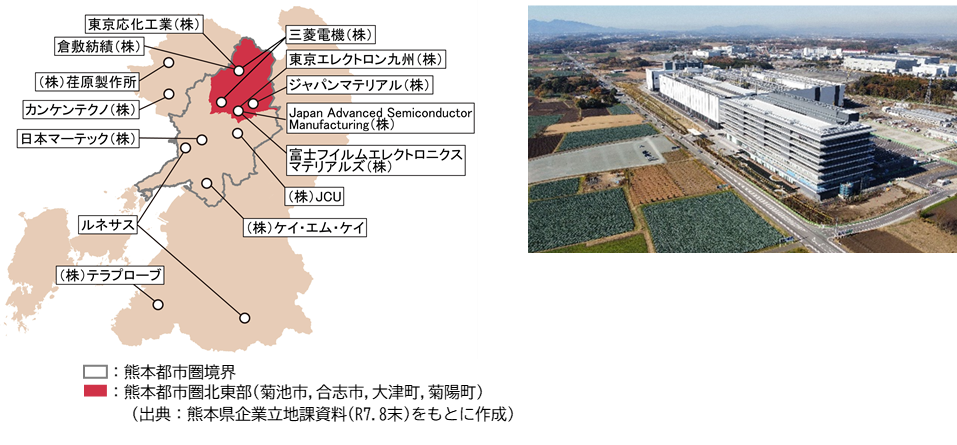 東京応化工業(株)
倉敷紡績(株)
(株)荏原製作所
カンケンテクノ(株)
日本マーテック(株)
ルネサス
(株)テラプローブ
三菱電機(株)
東京エレクトロン九州(株)
ジャパンマテリアル(株)
Japan Advanced Semiconductor
Manufacturing(株)
富士フイルムエレクトロニクス
マテリアルズ(株)
(株)JCU
(株)ケイ・エム・ケイ
:熊本都市圏境界
:熊本都市圏北東部(菊池市,合志市,大津町,菊陽町)
(出典:熊本県企業立地課資料(R7.8末)をもとに作成)